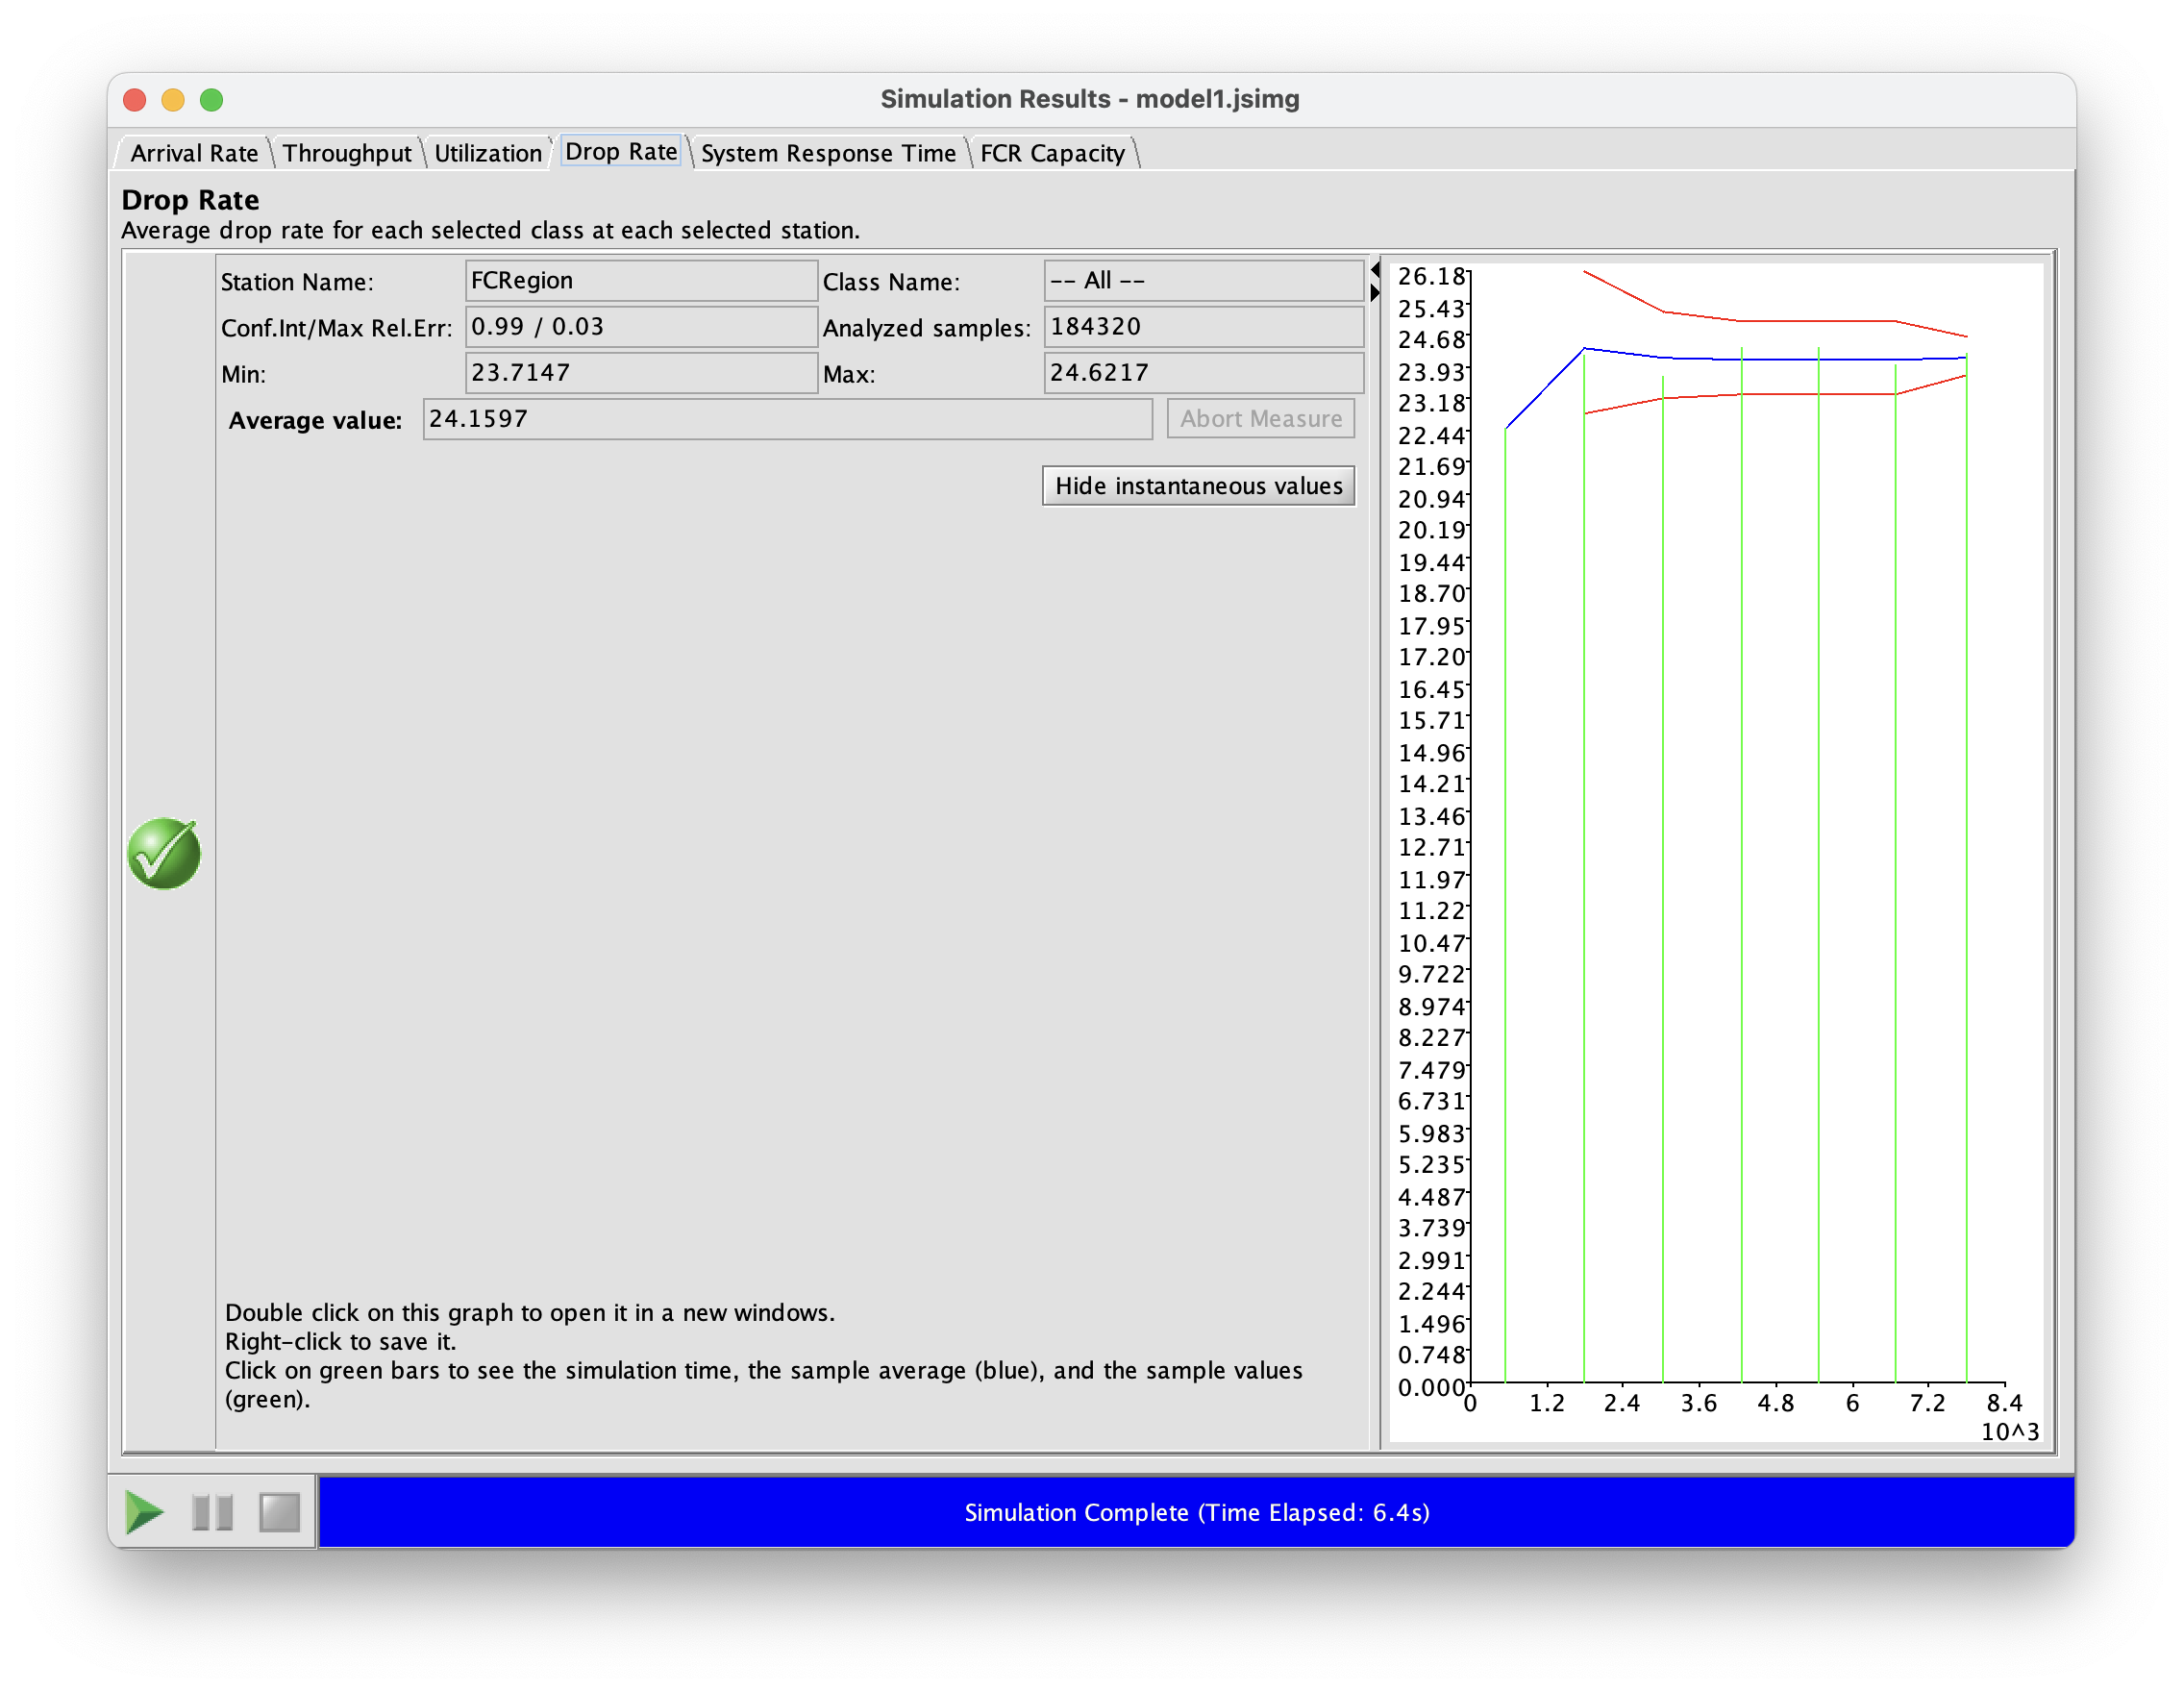 Simulation Results - model1.jsimg
Arrival Rate Throughput Utilization Drop Rate System Response Time FCR Capacity
Drop Rate
Average drop rate for each selected class at each selected station.
Station Name: FCRegion Class Name: -- All --
Conf.Int/Max Rel.Err: 0.99 / 0.03 Analyzed samples: 184320
Min: 23.7147 Max: 24.6217
Average value: 24.1597 Abort Measure
Hide instantaneous values
Double click on this graph to open it in a new windows.
Right-click to save it.
Click on green bars to see the simulation time, the sample average (blue), and the sample values
(green).
26.18
25.43
24.68
23.93
23.18
22.44
21.69
20.94
20.19
19.44
18.70
17.95
17.20
16.45
15.71
14.96
14.21
13.46
12.71
11.97
11.22
10.47
9.722
8.974
8.227
7.479
6.731
5.983
5.235
4.487
3.739
2.991
2.244
1.496
0.748
0.000
0 1.2 2.4 3.6 4.8 6 7.2 8.4
10^3
Simulation Complete (Time Elapsed: 6.4s)